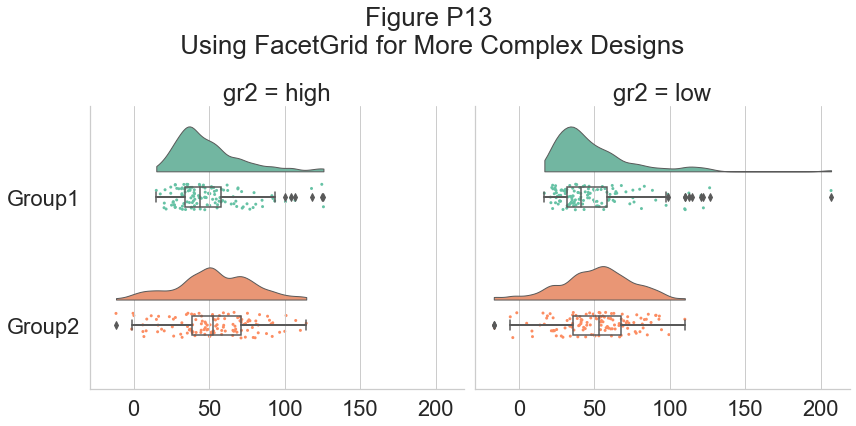 Figure P13
Using FacetGrid for More Complex Designs
gr2 = high
gr2 = low
Group1
Group2
0 50 100 150 200
0 50 100 150 200